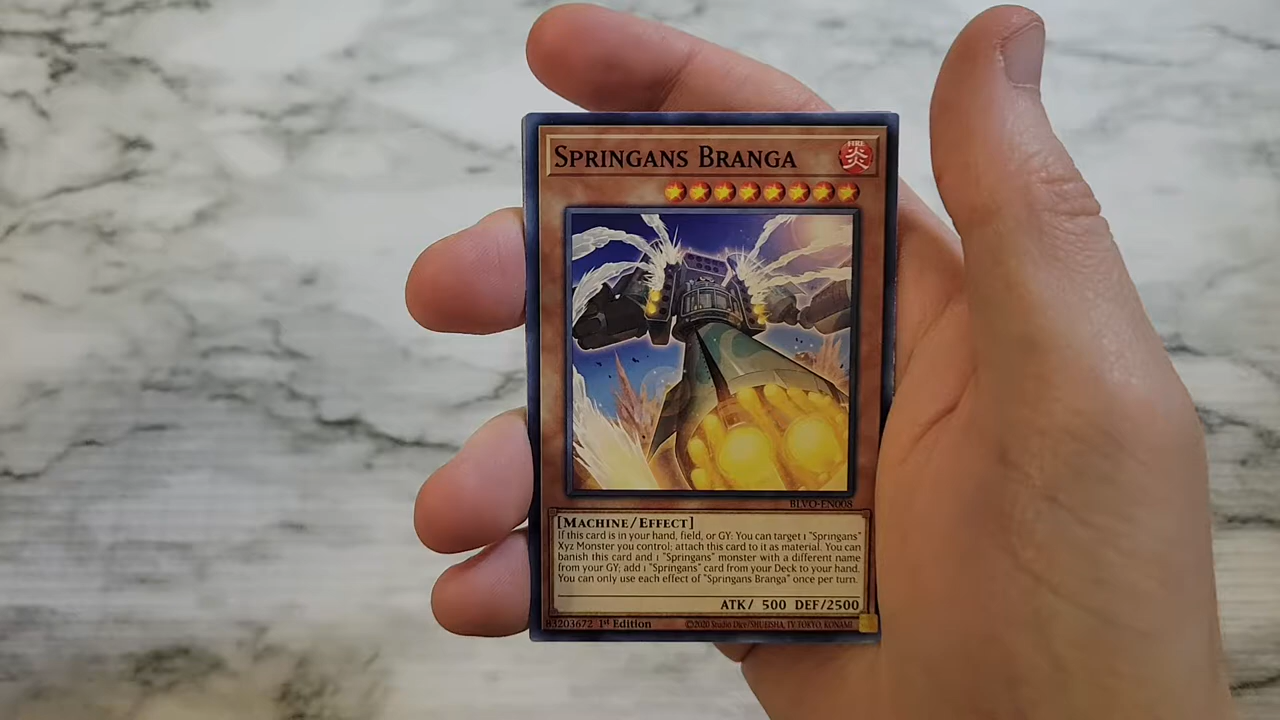 SPRINGANS BRANGA
FIRE
炎
BLVO-EN008
[MACHINE/EFFECT]
If this card is in your hand, field, or GY: You can target 1 "Springans"
Xyz Monster you control; attach this card to it as material. You can
banish this card and 1 "Springans" monster with a different name
from your GY; add 1 "Springans" card from your Deck to your hand.
You can only use each effect of "Springans Branga" once per turn.
ATK/ 500 DEF/2500
83203672 1st Edition ©2020 Studio Dice/SHUEISHA, TV TOKYO, KONAMI